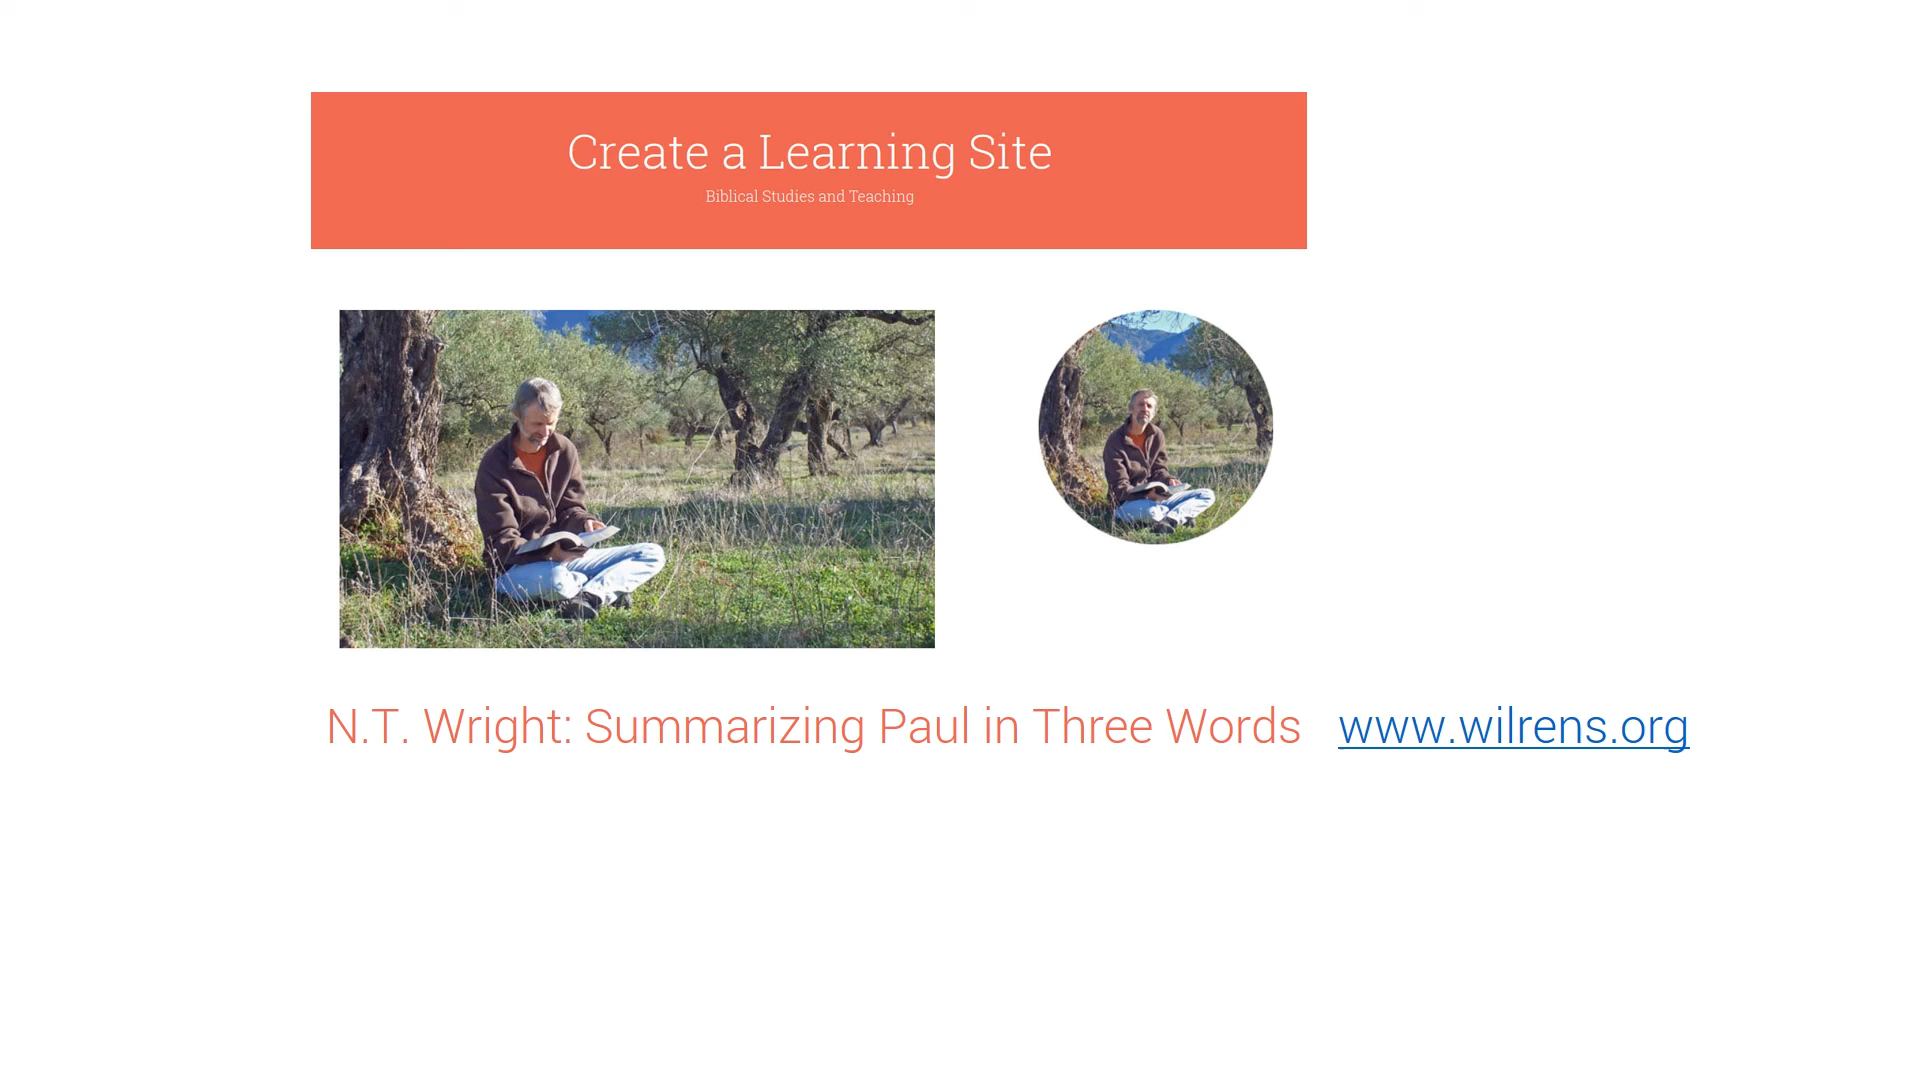 Create a Learning Site
Biblical Studies and Teaching
N.T. Wright: Summarizing Paul in Three Words www.wilrens.org